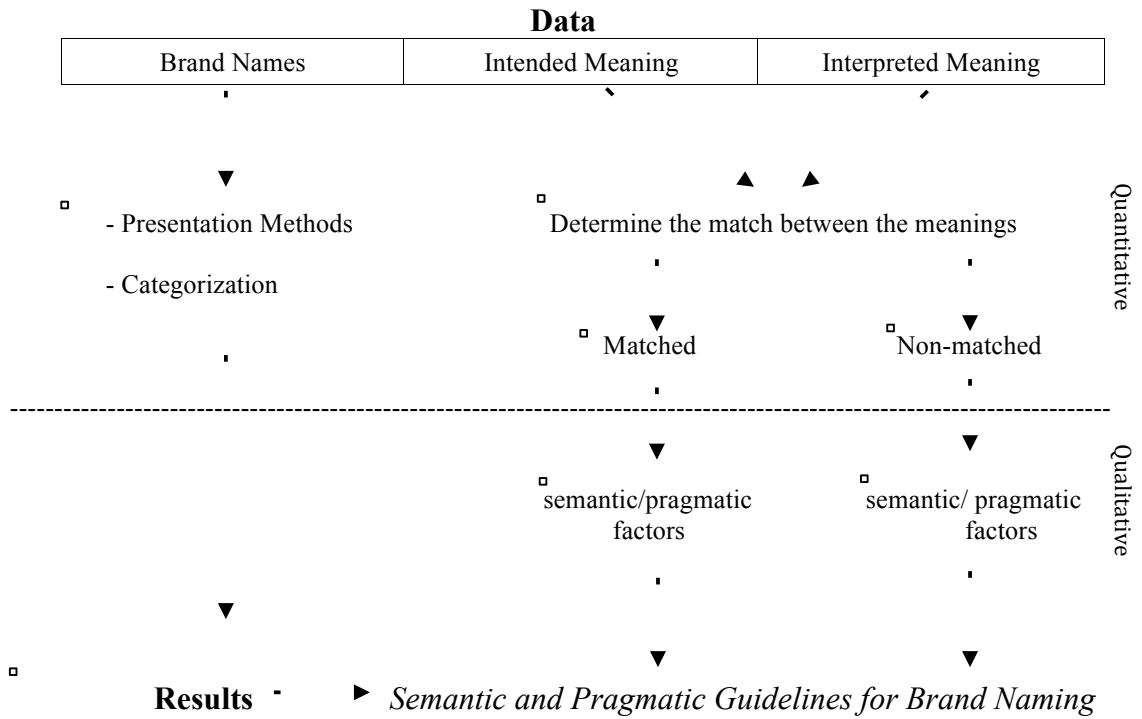 Data
Brand Names
Intended Meaning
Interpreted Meaning
- Presentation Methods
Determine the match between the meanings
- Categorization
Quantitative
Matched
Non-matched
semantic/pragmatic
factors
semantic/ pragmatic
factors
Qualitative
Results
Semantic and Pragmatic Guidelines for Brand Naming